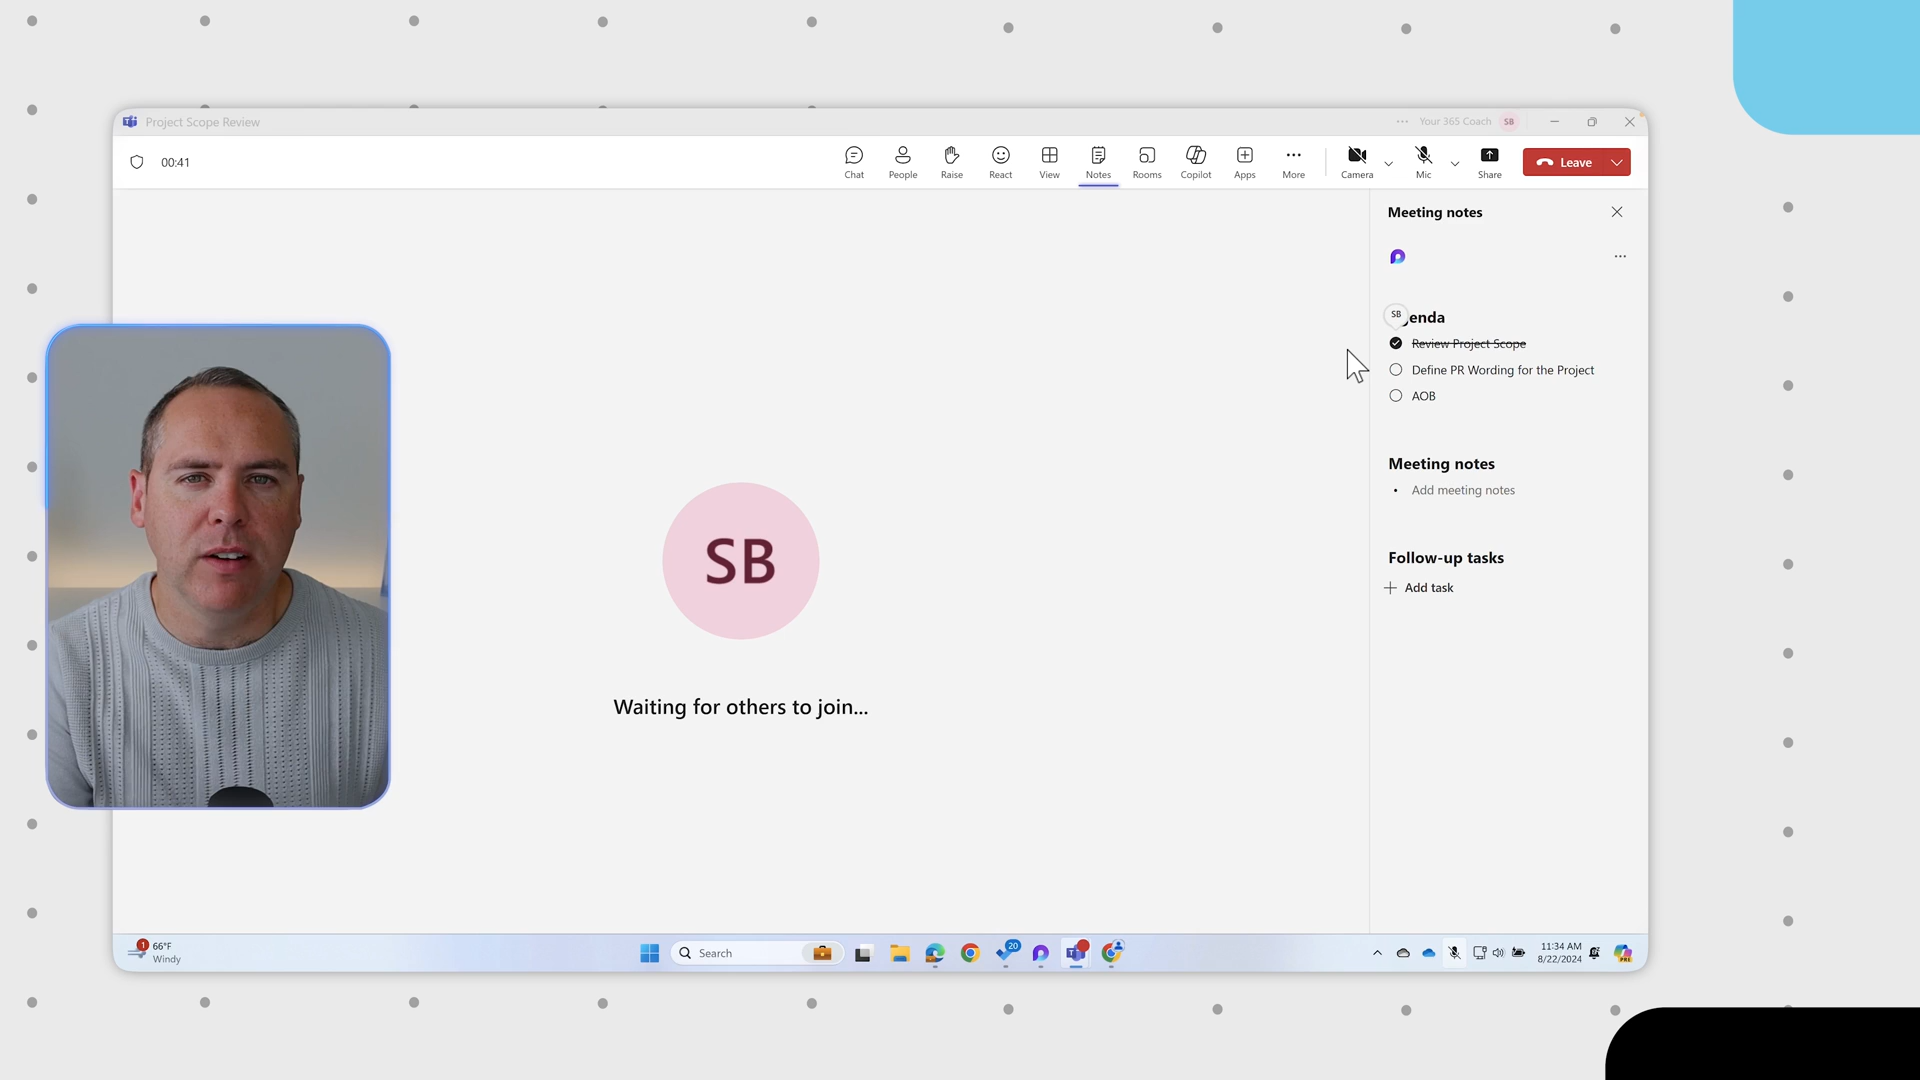 Project Scope Review
Your 365 Coach SB
00:41
Chat People Raise React View Notes Rooms Copilot Apps More Camera Mic Share Leave
Meeting notes
SB
enda
Review Project Scope
Define PR Wording for the Project
AOB
Meeting notes
Add meeting notes
Follow-up tasks
Add task
SB
Waiting for others to join...
1 66°F
Windy
Search
20
11:34 AM
8/22/2024
PRE